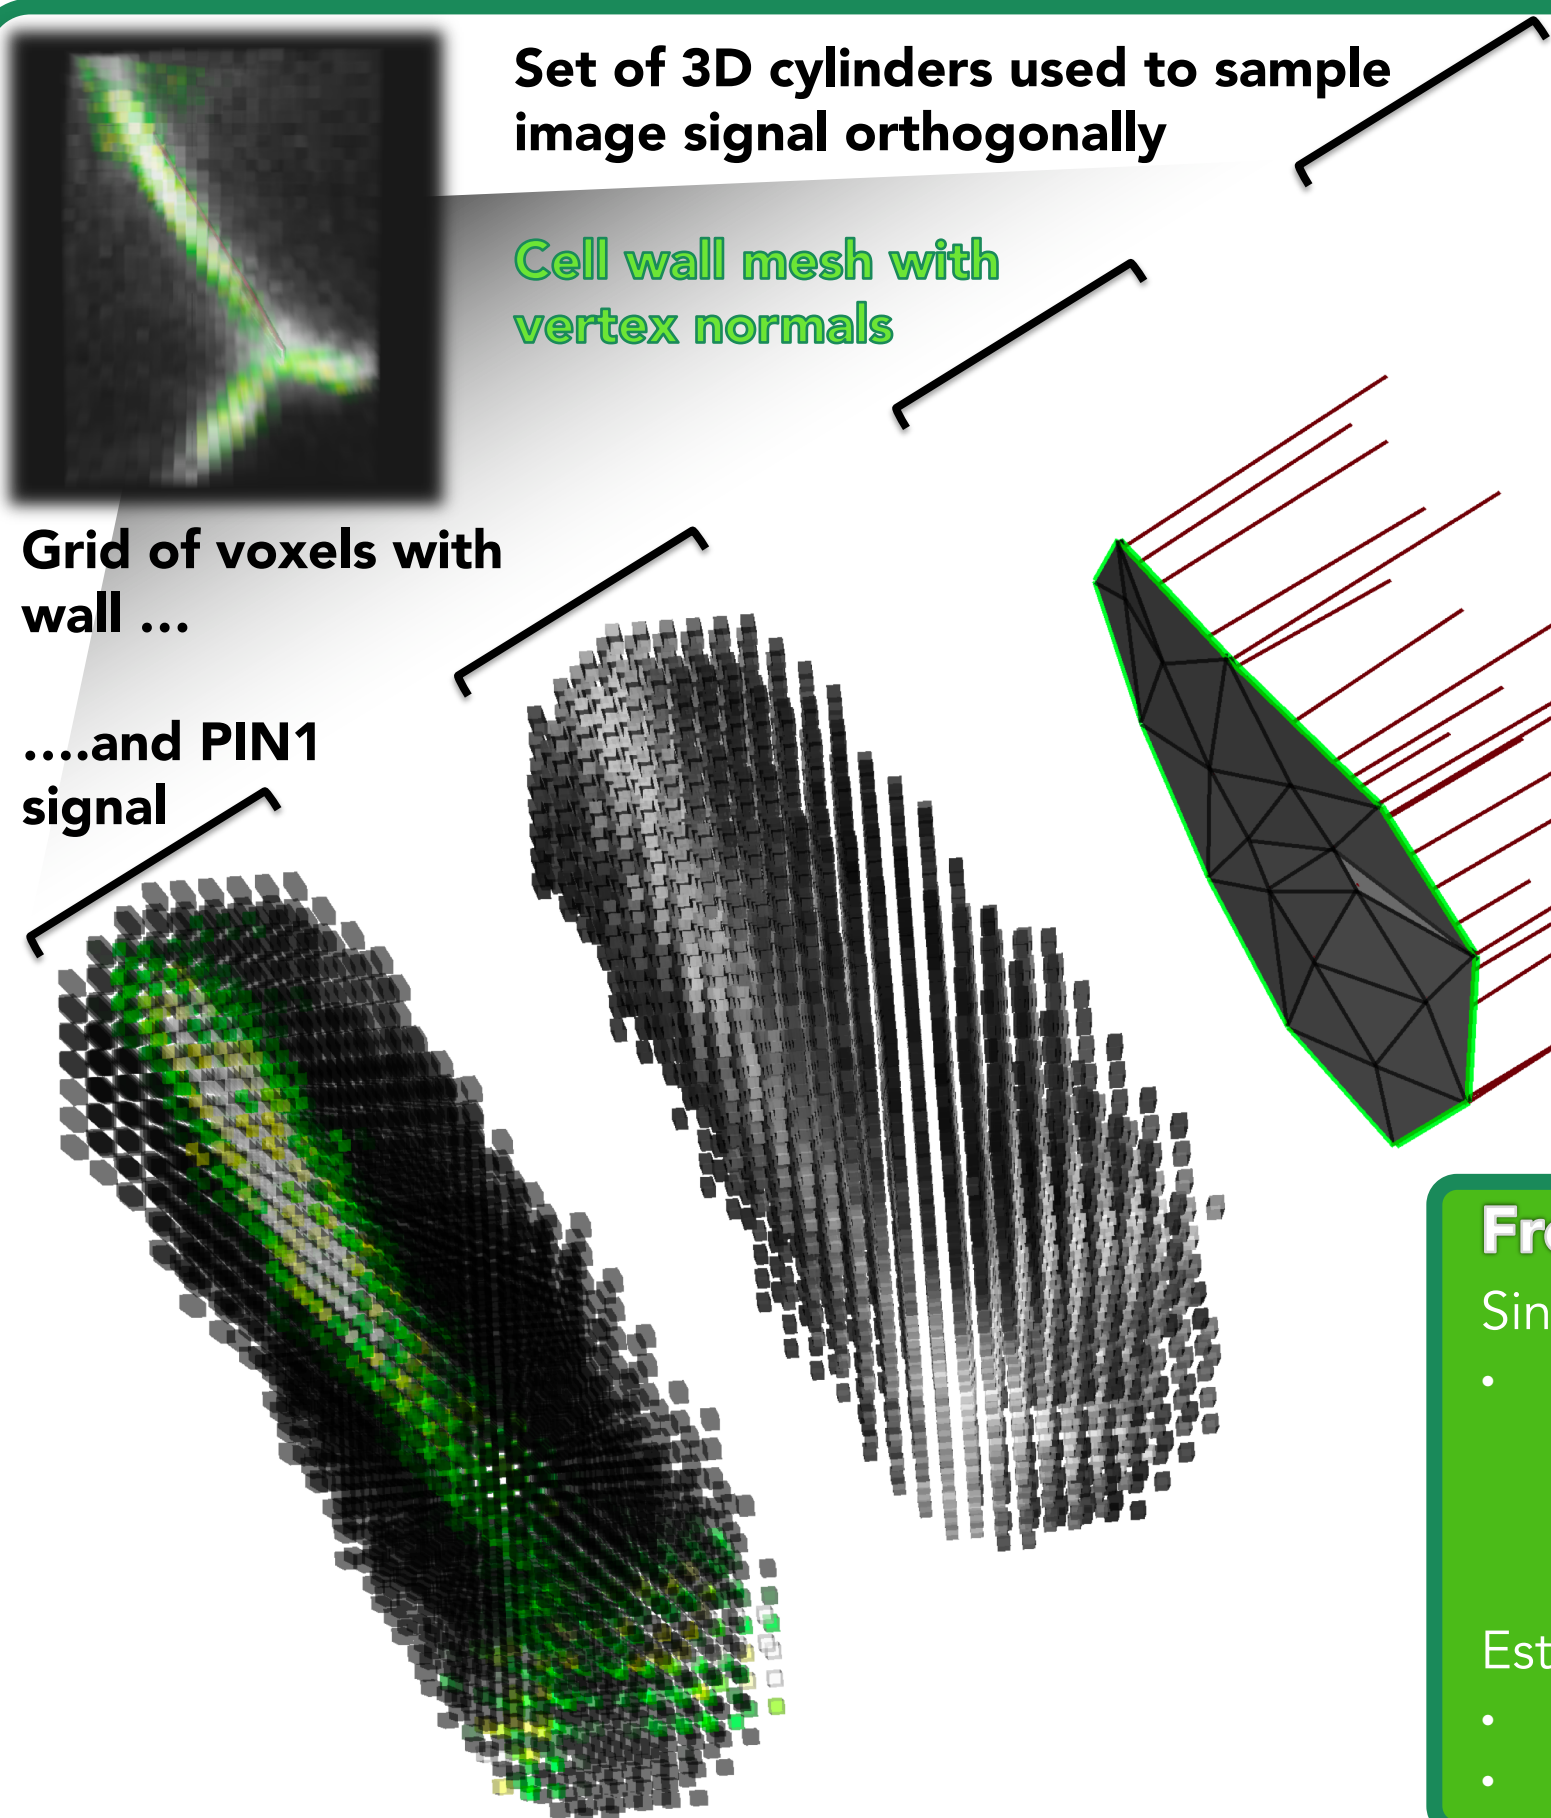 Set of 3D cylinders used to sample
image signal orthogonally
Cell wall mesh with
vertex normals
Grid of voxels with
wall ...
....and PIN1
signal